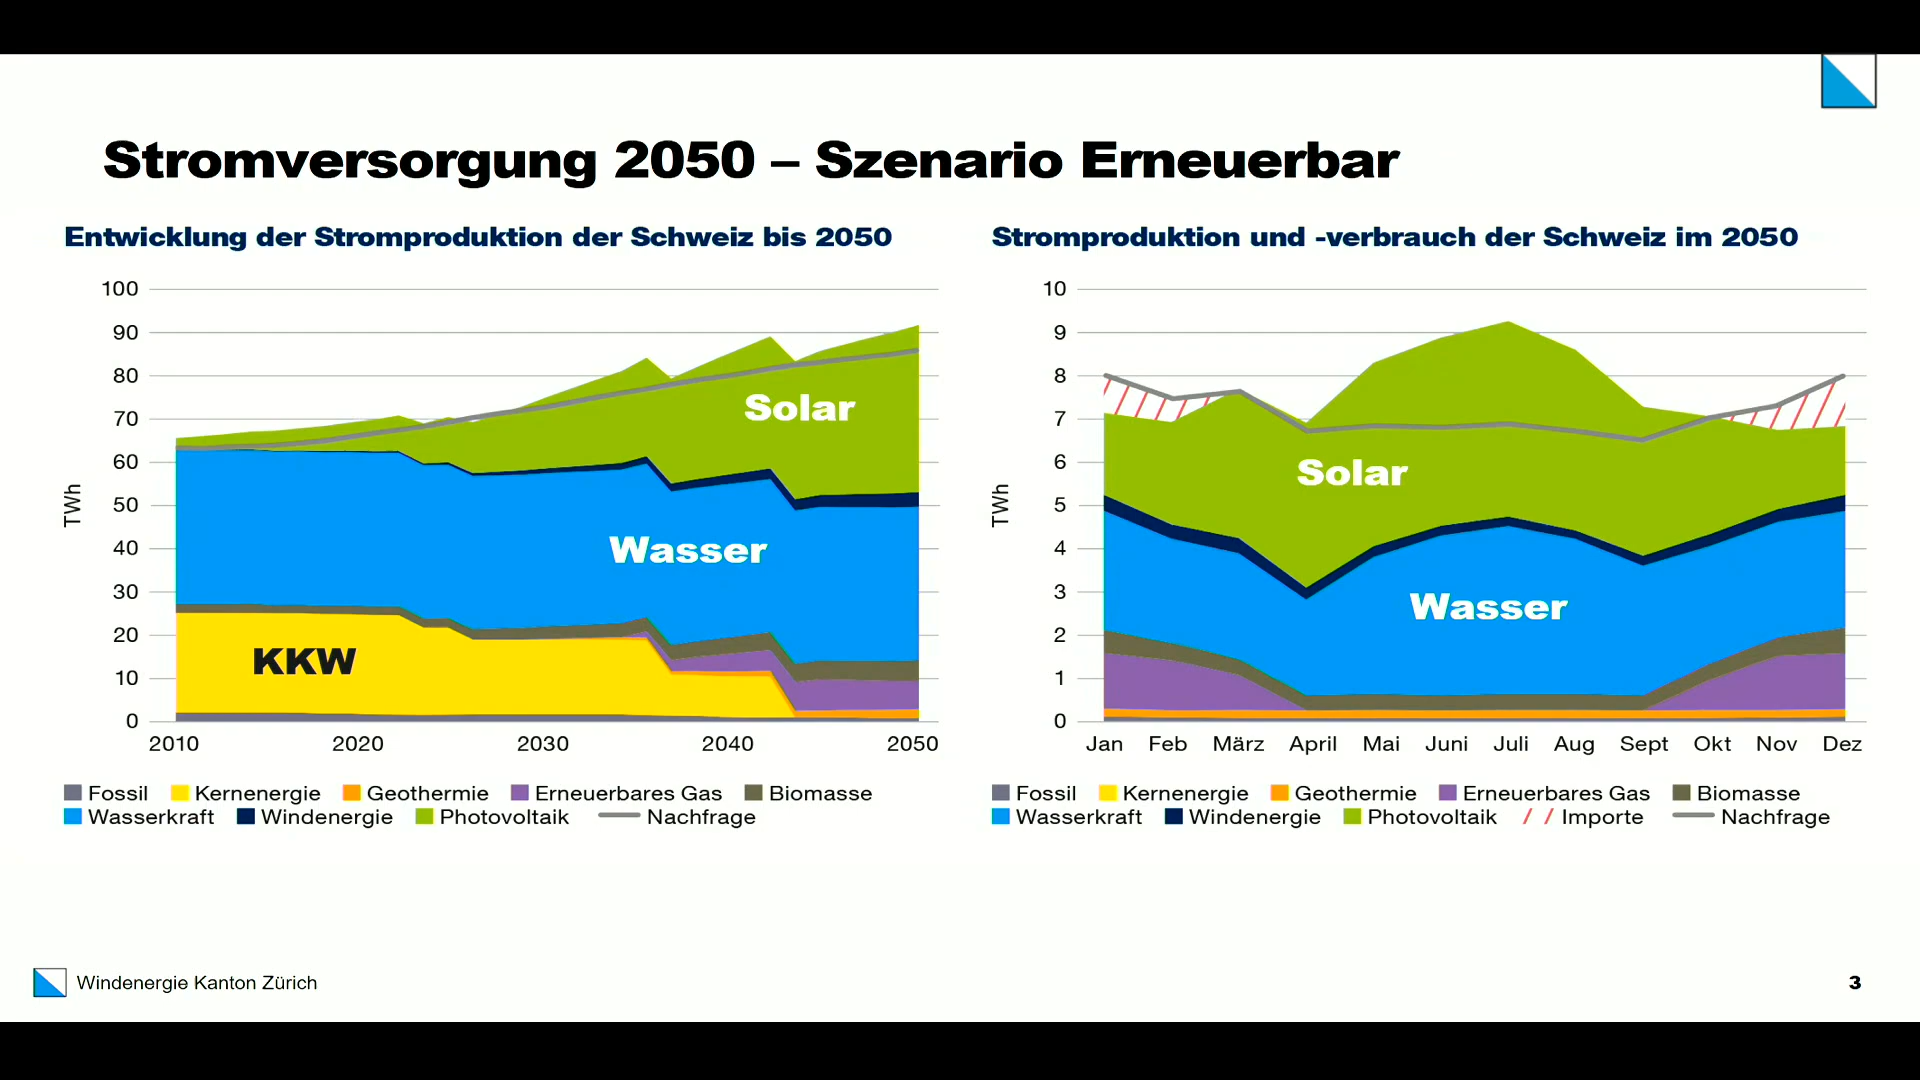 Stromversorgung 2050 – Szenario Erneuerbar
Entwicklung der Stromproduktion der Schweiz bis 2050
100
90
80
70
60
50
40
30
20
10
0
TWh
Solar
Wasser
KKW
2010 2020 2030 2040 2050
Fossil Kernenergie Geothermie Erneuerbares Gas Biomasse
Wasserkraft Windenergie Photovoltaik Nachfrage
Stromproduktion und -verbrauch der Schweiz im 2050
10
9
8
7
6
5
4
3
2
1
0
TWh
Solar
Wasser
Jan Feb März April Mai Juni Juli Aug Sept Okt Nov Dez
Fossil Kernenergie Geothermie Erneuerbares Gas Biomasse
Wasserkraft Windenergie Photovoltaik Importe Nachfrage
Windenergie Kanton Zürich
3